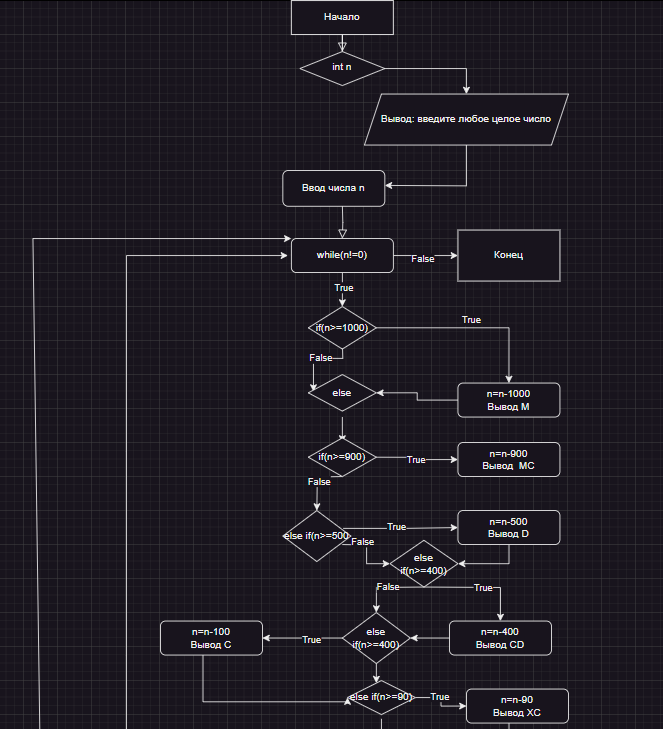 Начало
int n
Вывод: введите любое целое число
Ввод числа n
while(n!=0)
False
Конец
True
if(n>=1000)
True
False
else
n=n-1000
Вывод M
if(n>=900)
True
n=n-900
Вывод MC
False
else if(n>=500
True
n=n-500
Вывод D
False
else
if(n>=400)
False
True
n=n-100
Вывод C
True
else
if(n>=400)
n=n-400
Вывод CD
else if(n>=90)
True
n=n-90
Вывод XC